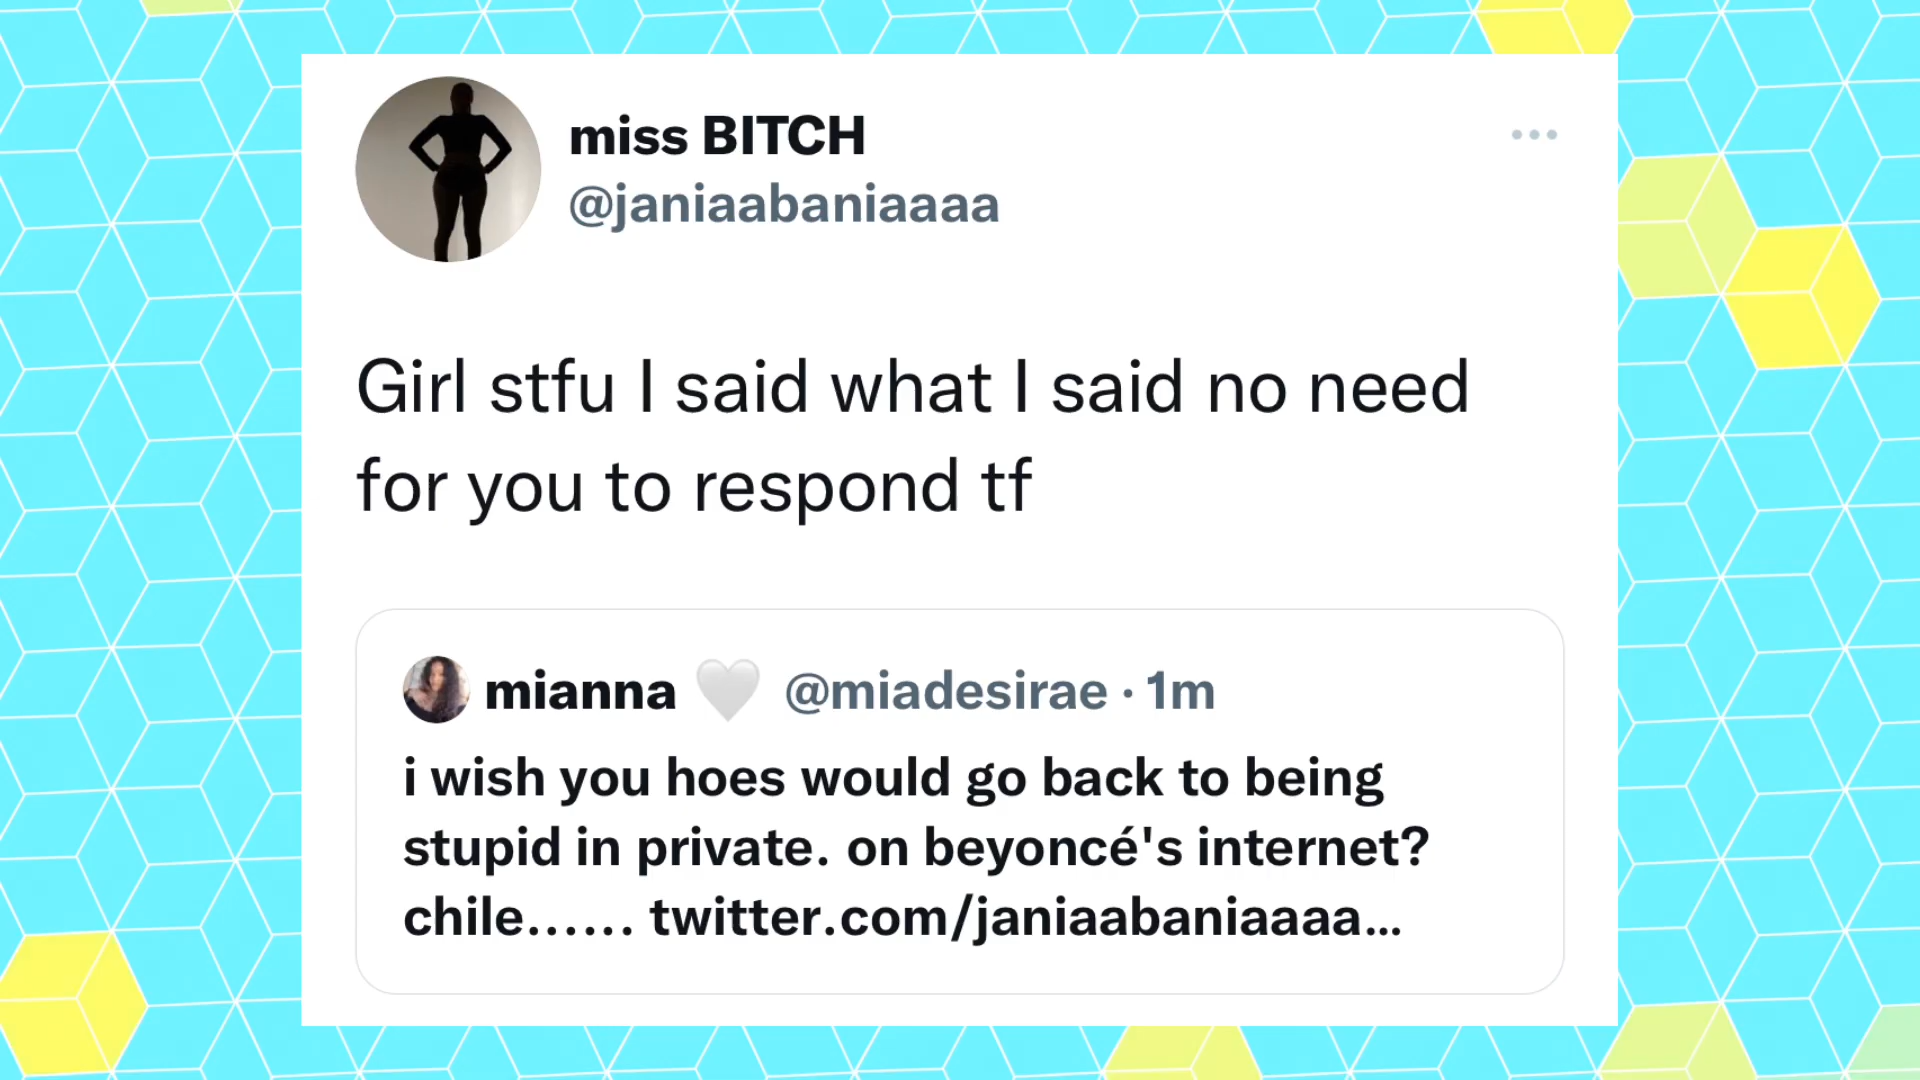 miss BITCH
@janiaabaniaaaa
Girl stfu I said what I said no need
for you to respond tf
mianna 🤍 @miadesirae · 1m
i wish you hoes would go back to being
stupid in private. on beyoncé's internet?
chile...... twitter.com/janiaabaniaaaa...